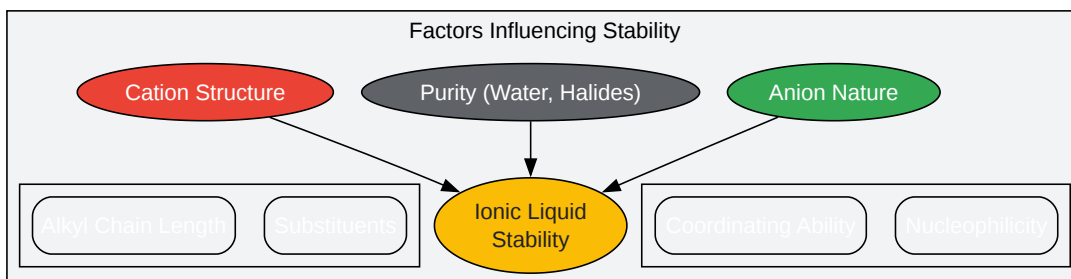 Factors Influencing Stability
Cation Structure
Purity (Water, Halides)
Anion Nature
Alkyl Chain Length
Substituents
Ionic Liquid
Stability
Coordinating Ability
Nucleophilicity